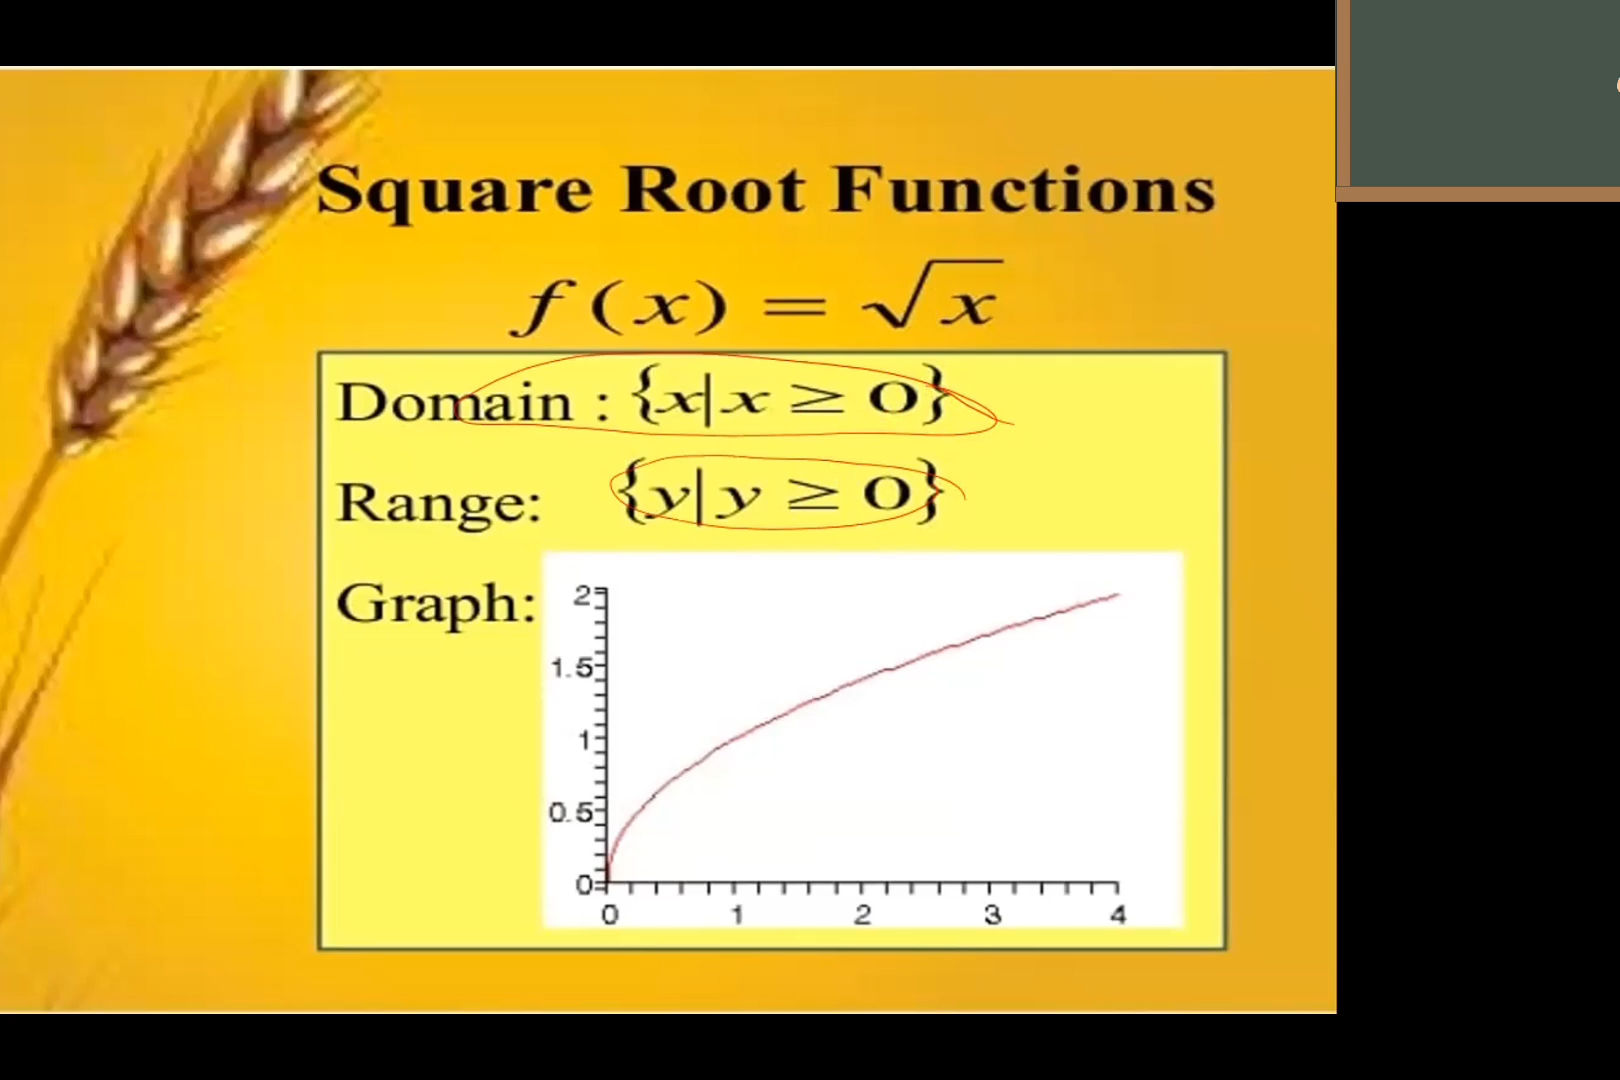 Square Root Functions
f(x) = √x
Domain : {x|x ≥ 0}
Range: {y|y ≥ 0}
Graph:
2
1.5
1
0.5
0
0 1 2 3 4